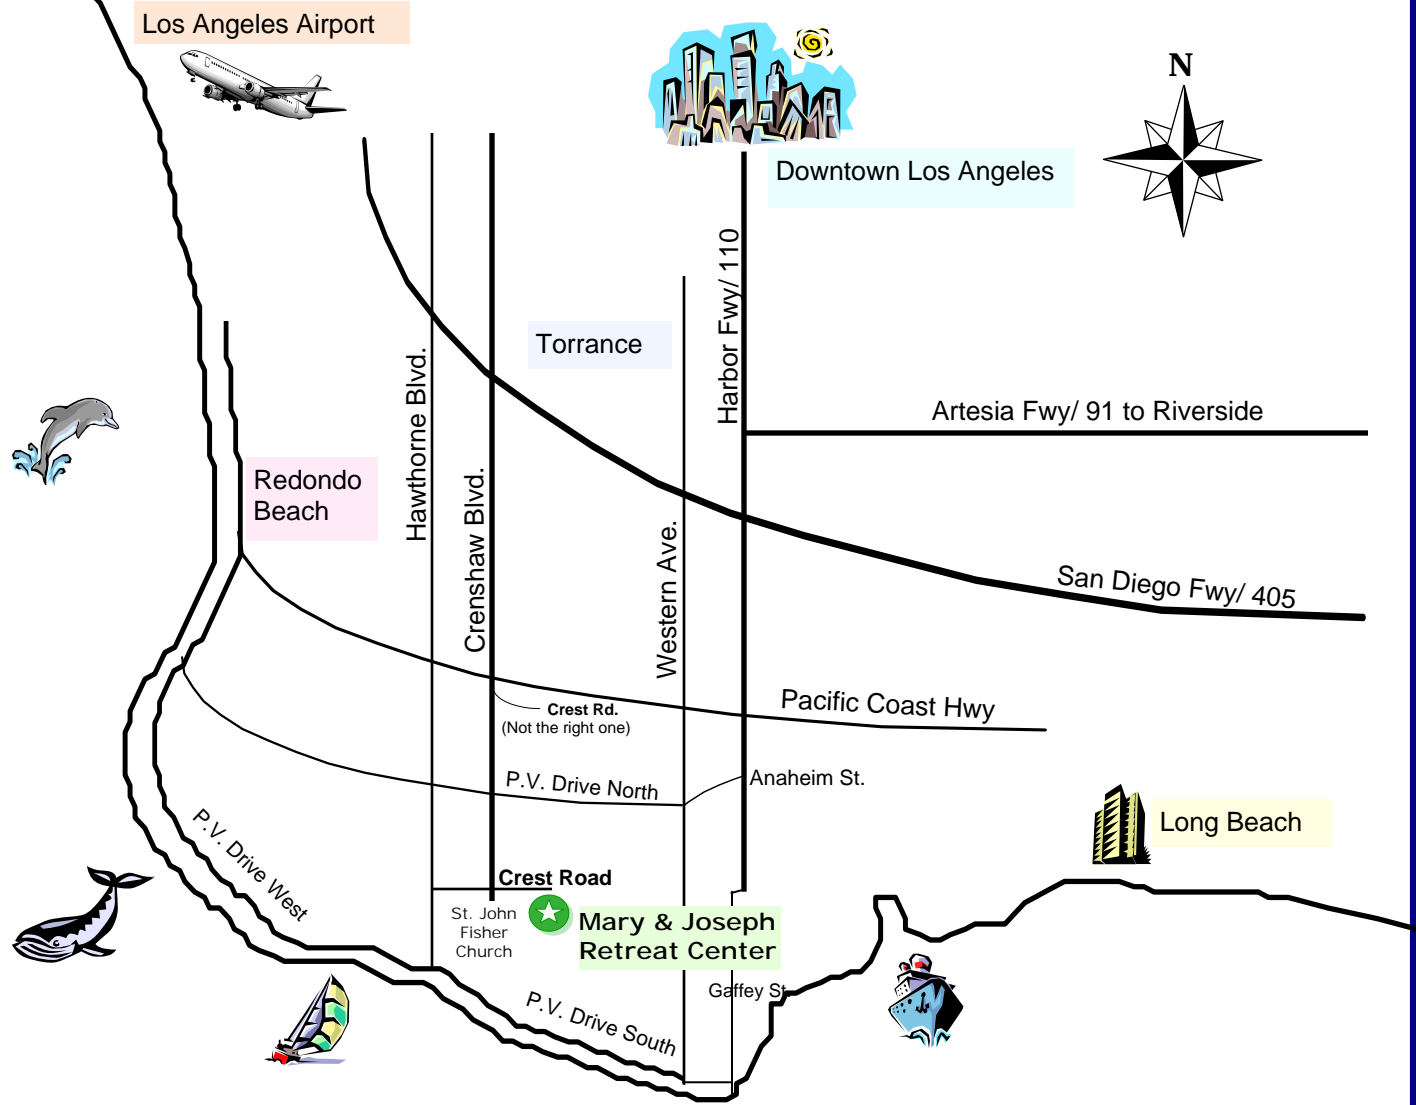 Los Angeles Airport
N
Downtown Los Angeles
Harbor Fwy/ 110
Torrance
Hawthorne Blvd.
Artesia Fwy/ 91 to Riverside
Redondo
Beach
Crenshaw Blvd.
Western Ave.
San Diego Fwy/ 405
Pacific Coast Hwy
Crest Rd.
(Not the right one)
P.V. Drive North
Anaheim St.
Long Beach
P.V. Drive West
Crest Road
St. John
Fisher
Church
Mary & Joseph
Retreat Center
Gaffey St.
P.V. Drive South